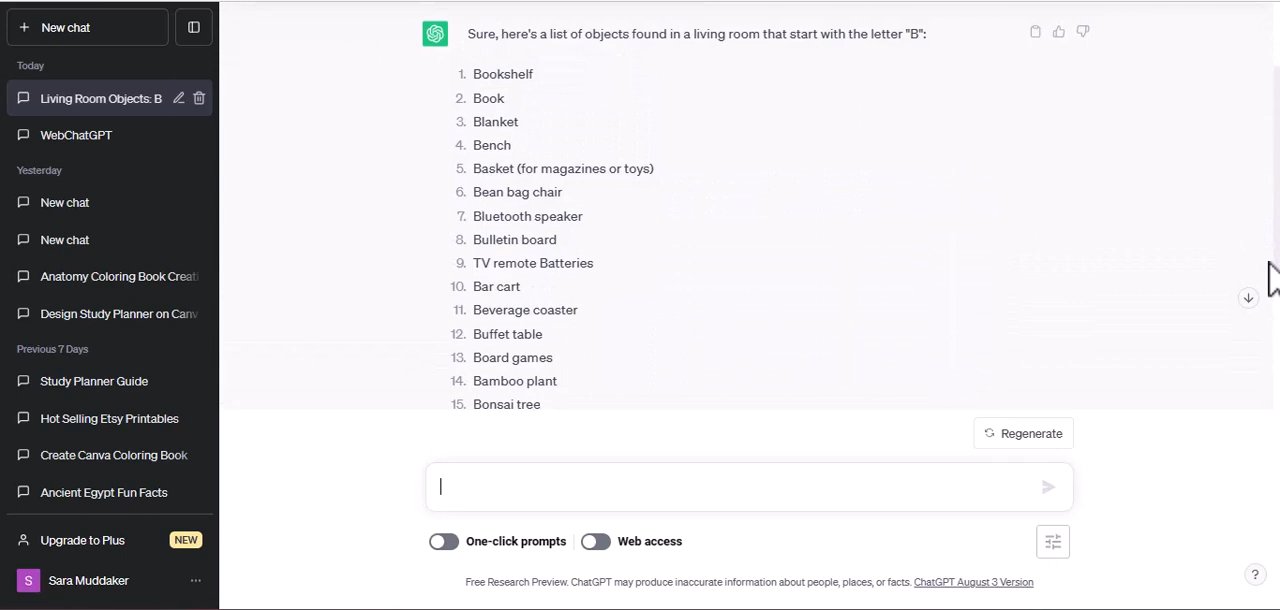 New chat
Today
Living Room Objects: B
WebChatGPT
Yesterday
New chat
New chat
Anatomy Coloring Book Creati
Design Study Planner on Canv
Previous 7 Days
Study Planner Guide
Hot Selling Etsy Printables
Create Canva Coloring Book
Ancient Egypt Fun Facts
Upgrade to Plus NEW
S Sara Muddaker ...
Sure, here's a list of objects found in a living room that start with the letter "B":
1. Bookshelf
2. Book
3. Blanket
4. Bench
5. Basket (for magazines or toys)
6. Bean bag chair
7. Bluetooth speaker
8. Bulletin board
9. TV remote Batteries
10. Bar cart
11. Beverage coaster
12. Buffet table
13. Board games
14. Bamboo plant
15. Bonsai tree
Regenerate
One-click prompts Web access
Free Research Preview. ChatGPT may produce inaccurate information about people, places, or facts. ChatGPT August 3 Version
?